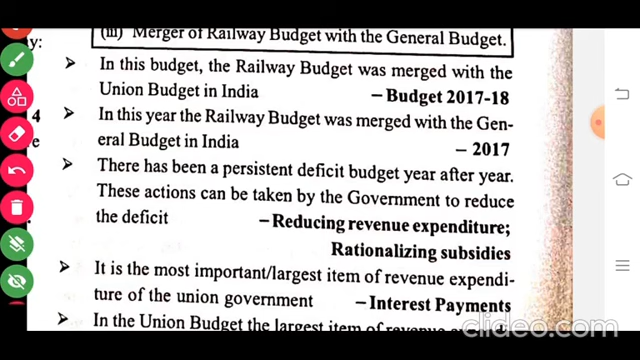 (iii) Merger of Railway Budget with the General Budget.
y:
➤ In this budget, the Railway Budget was merged with the
Union Budget in India –Budget 2017-18
4 ➤ In this year the Railway Budget was merged with the Gen-
e eral Budget in India – 2017
➤ There has been a persistent deficit budget year after year.
These actions can be taken by the Government to reduce
the deficit –Reducing revenue expenditure;
Rationalizing subsidies
➤ It is the most important/largest item of revenue expendi-
ture of the union government –Interest Payments
➤ In the Union Budget the largest item of revenue
clideo.com